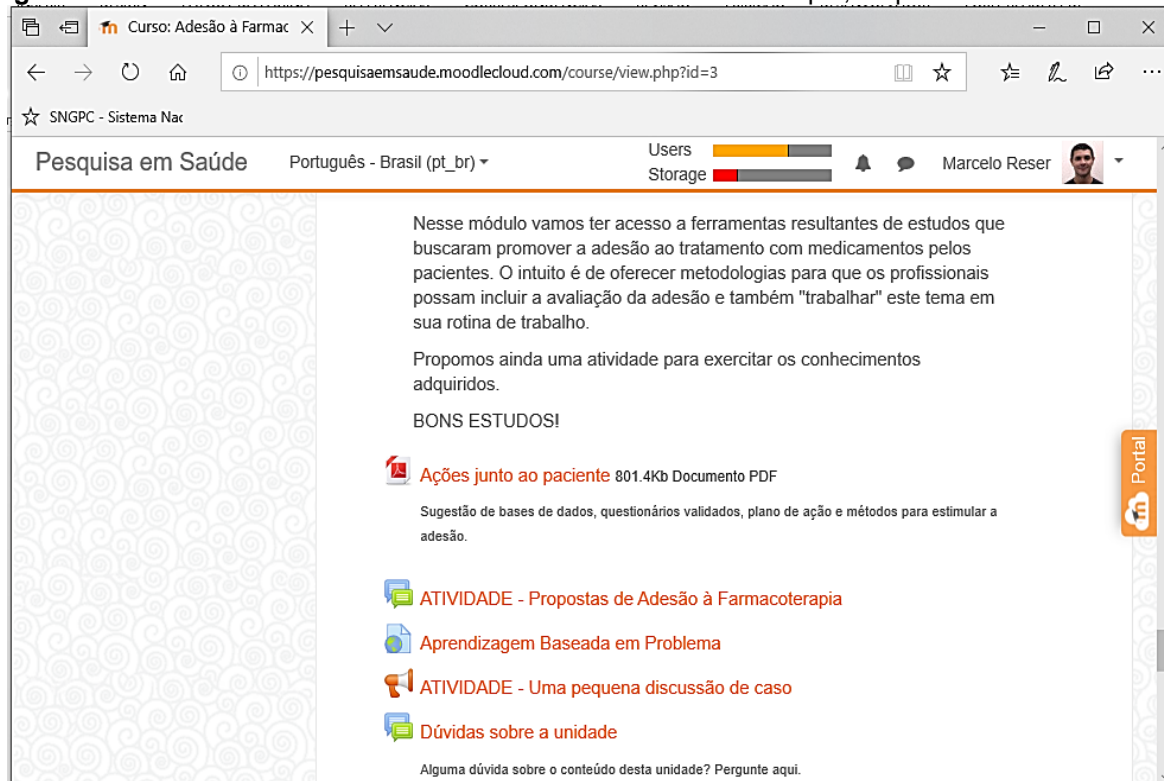 Curso: Adesão à Farmac
https://pesquisaemsaude.moodlecloud.com/course/view.php?id=3
SNGPC - Sistema Nac
Pesquisa em Saúde Português - Brasil (pt_br) Users Storage Marcelo Reser
Nesse módulo vamos ter acesso a ferramentas resultantes de estudos que
buscaram promover a adesão ao tratamento com medicamentos pelos
pacientes. O intuito é de oferecer metodologias para que os profissionais
possam incluir a avaliação da adesão e também "trabalhar" este tema em
sua rotina de trabalho.
Propomos ainda uma atividade para exercitar os conhecimentos
adquiridos.
BONS ESTUDOS!
Portal
Ações junto ao paciente 801.4Kb Documento PDF
Sugestão de bases de dados, questionários validados, plano de ação e métodos para estimular a
adesão.
ATIVIDADE - Propostas de Adesão à Farmacoterapia
Aprendizagem Baseada em Problema
ATIVIDADE - Uma pequena discussão de caso
Dúvidas sobre a unidade
Alguma dúvida sobre o conteúdo desta unidade? Pergunte aqui.